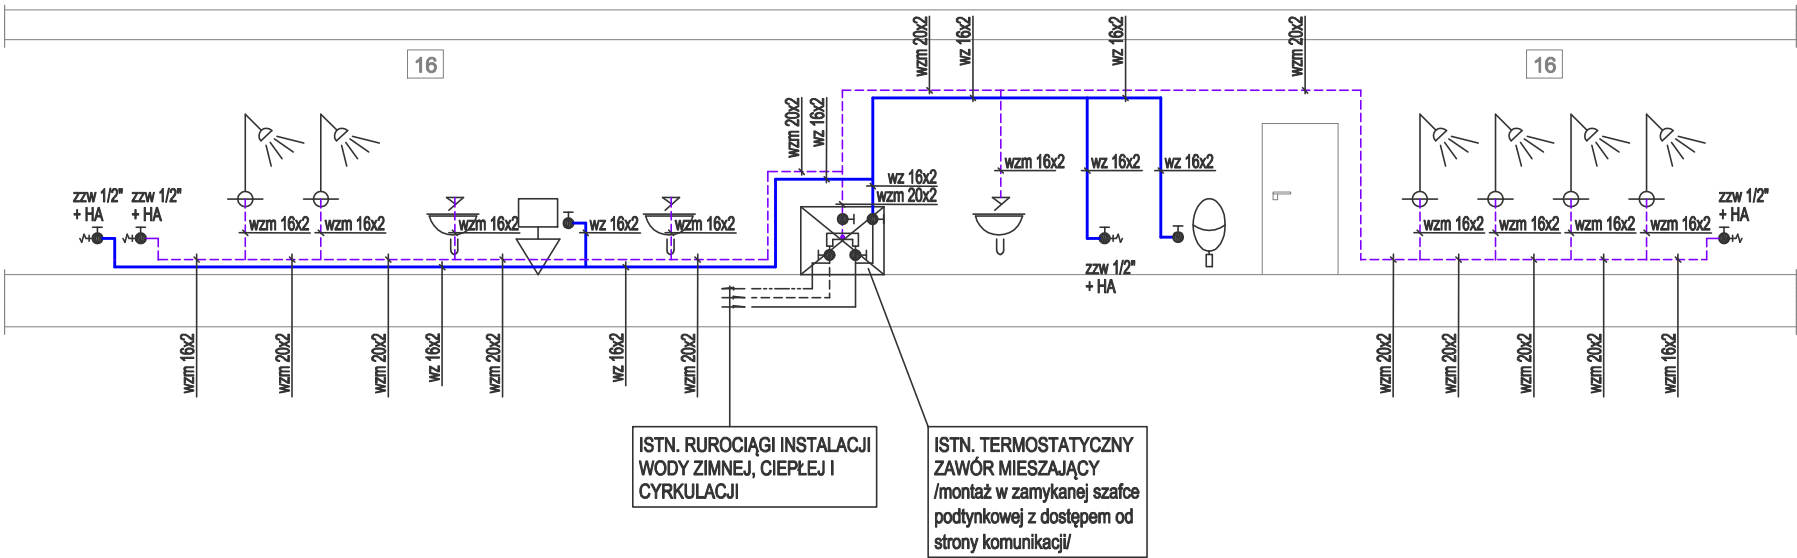 wzm 20x2
wz 16x2
wz 16x2
wzm 20x2
16
16
wzm 20x2
wz 16x2
wzm 16x2
wz 16x2
wz 16x2
wz 16x2
wzm 20x2
zzw 1/2"
+ HA
zzw 1/2"
+ HA
zzw 1/2"
+ HA
wzm 16x2
wzm 16x2
wzm 16x2
wz 16x2
wzm 16x2
wzm 16x2
wzm 16x2
wzm 16x2
wzm 16x2
zzw 1/2"
+ HA
wzm 16x2
wzm 20x2
wzm 20x2
wz 16x2
wzm 20x2
wz 16x2
wzm 20x2
wzm 20x2
wzm 20x2
wzm 20x2
wzm 20x2
wzm 16x2
ISTN. RUROCIĄGI INSTALACJI
WODY ZIMNEJ, CIEPŁEJ I
CYRKULACJI
ISTN. TERMOSTATYCZNY
ZAWÓR MIESZAJĄCY
/montaż w zamykanej szafce
podtynkowej z dostępem od
strony komunikacji/